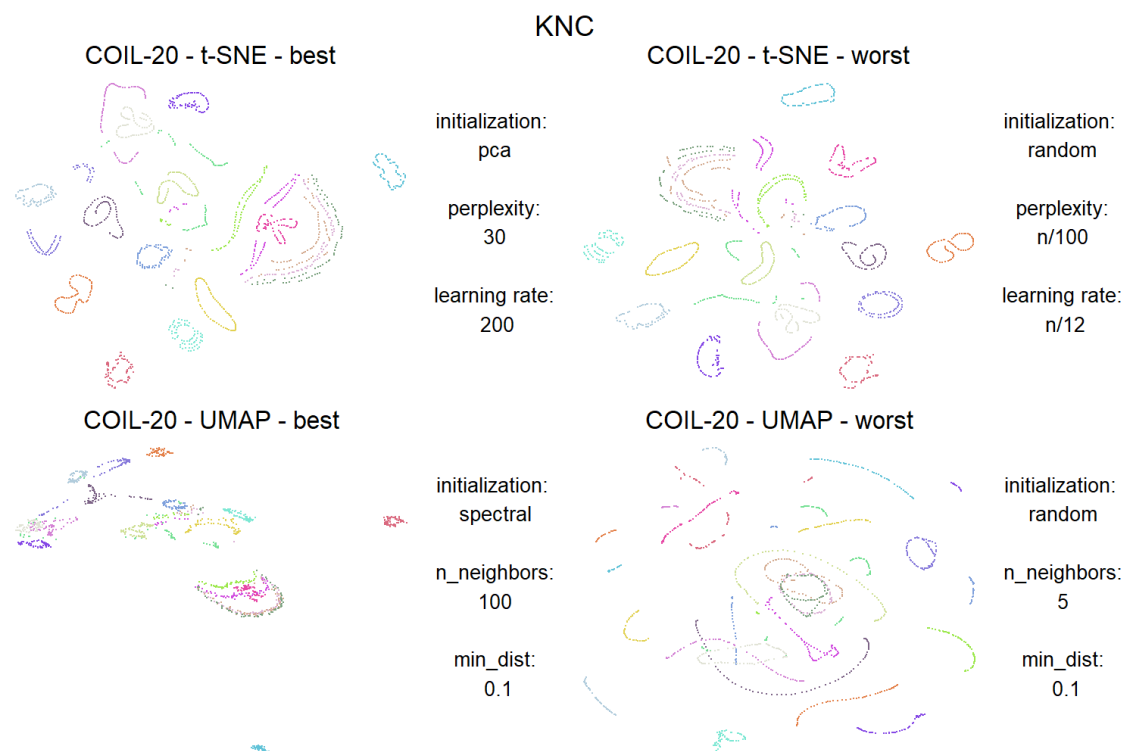 KNC
COIL-20 - t-SNE - best
initialization:
pca
perplexity:
30
learning rate:
200
COIL-20 - t-SNE - worst
initialization:
random
perplexity:
n/100
learning rate:
n/12
COIL-20 - UMAP - best
initialization:
spectral
n_neighbors:
100
min_dist:
0.1
COIL-20 - UMAP - worst
initialization:
random
n_neighbors:
5
min_dist:
0.1